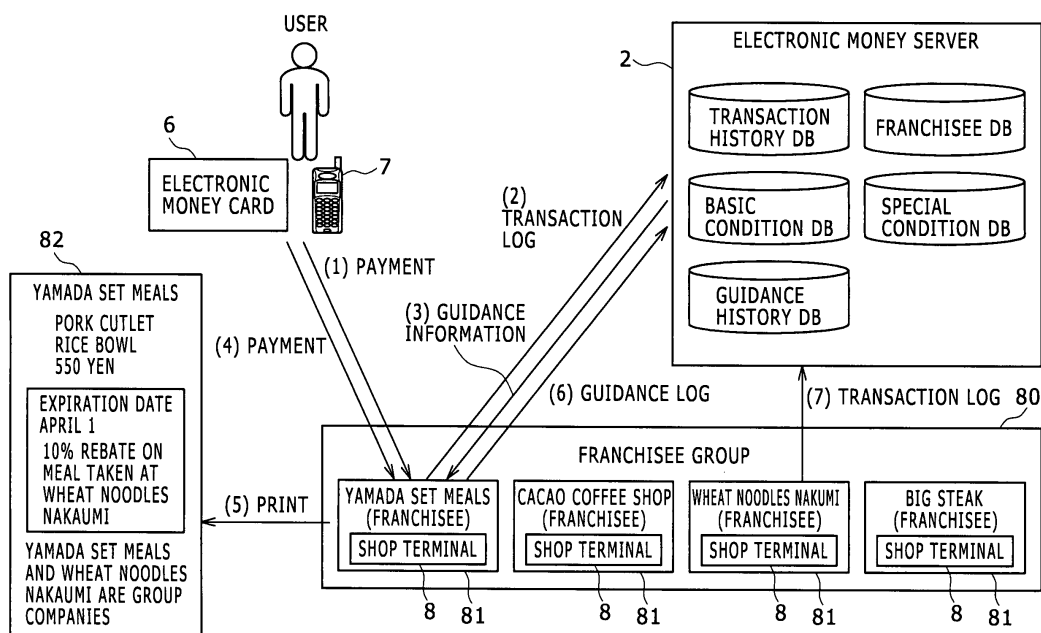 USER
6
ELECTRONIC
MONEY CARD
7
ELECTRONIC MONEY SERVER
2
TRANSACTION
HISTORY DB
FRANCHISEE DB
BASIC
CONDITION DB
SPECIAL
CONDITION DB
GUIDANCE
HISTORY DB
(1) PAYMENT
(2)
TRANSACTION
LOG
(3) GUIDANCE
INFORMATION
(4) PAYMENT
(6) GUIDANCE LOG
(7) TRANSACTION LOG
80
82
YAMADA SET MEALS
PORK CUTLET
RICE BOWL
550 YEN
EXPIRATION DATE
APRIL 1
10% REBATE ON
MEAL TAKEN AT
WHEAT NOODLES
NAKAUMI
YAMADA SET MEALS
AND WHEAT NOODLES
NAKAUMI ARE GROUP
COMPANIES
(5) PRINT
FRANCHISEE GROUP
YAMADA SET MEALS
(FRANCHISEE)
SHOP TERMINAL
8
81
CACAO COFFEE SHOP
(FRANCHISEE)
SHOP TERMINAL
8
81
WHEAT NOODLES NAKUMI
(FRANCHISEE)
SHOP TERMINAL
8
81
BIG STEAK
(FRANCHISEE)
SHOP TERMINAL
8
81